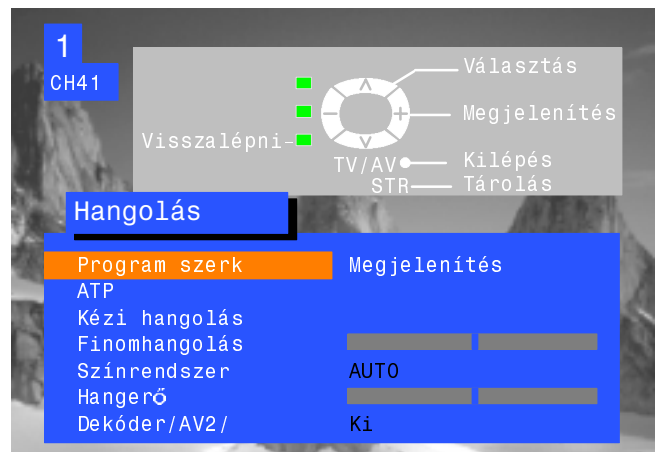 1
CH41
Választás
Megjelenítés
Visszalépni
TV/AV Kilépés
STR Tárolás
Hangolás
Program szerk Megjelenítés
ATP
Kézi hangolás
Finomhangolás
Színrendszer AUTO
Hangerő
Dekóder/AV2/ Ki